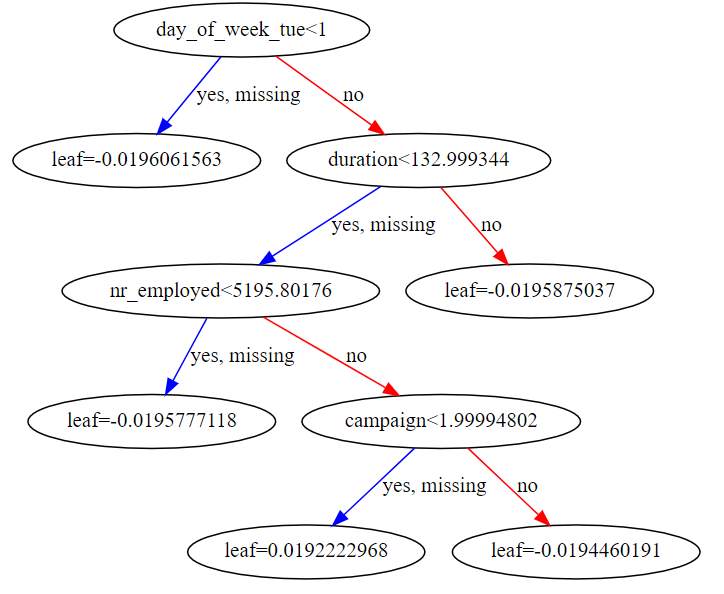 day_of_week_tue<1
yes, missing
no
leaf=-0.0196061563
duration<132.999344
yes, missing
no
nr_employed<5195.80176
leaf=-0.0195875037
yes, missing
no
leaf=-0.0195777118
campaign<1.99994802
yes, missing
no
leaf=0.0192222968
leaf=-0.0194460191